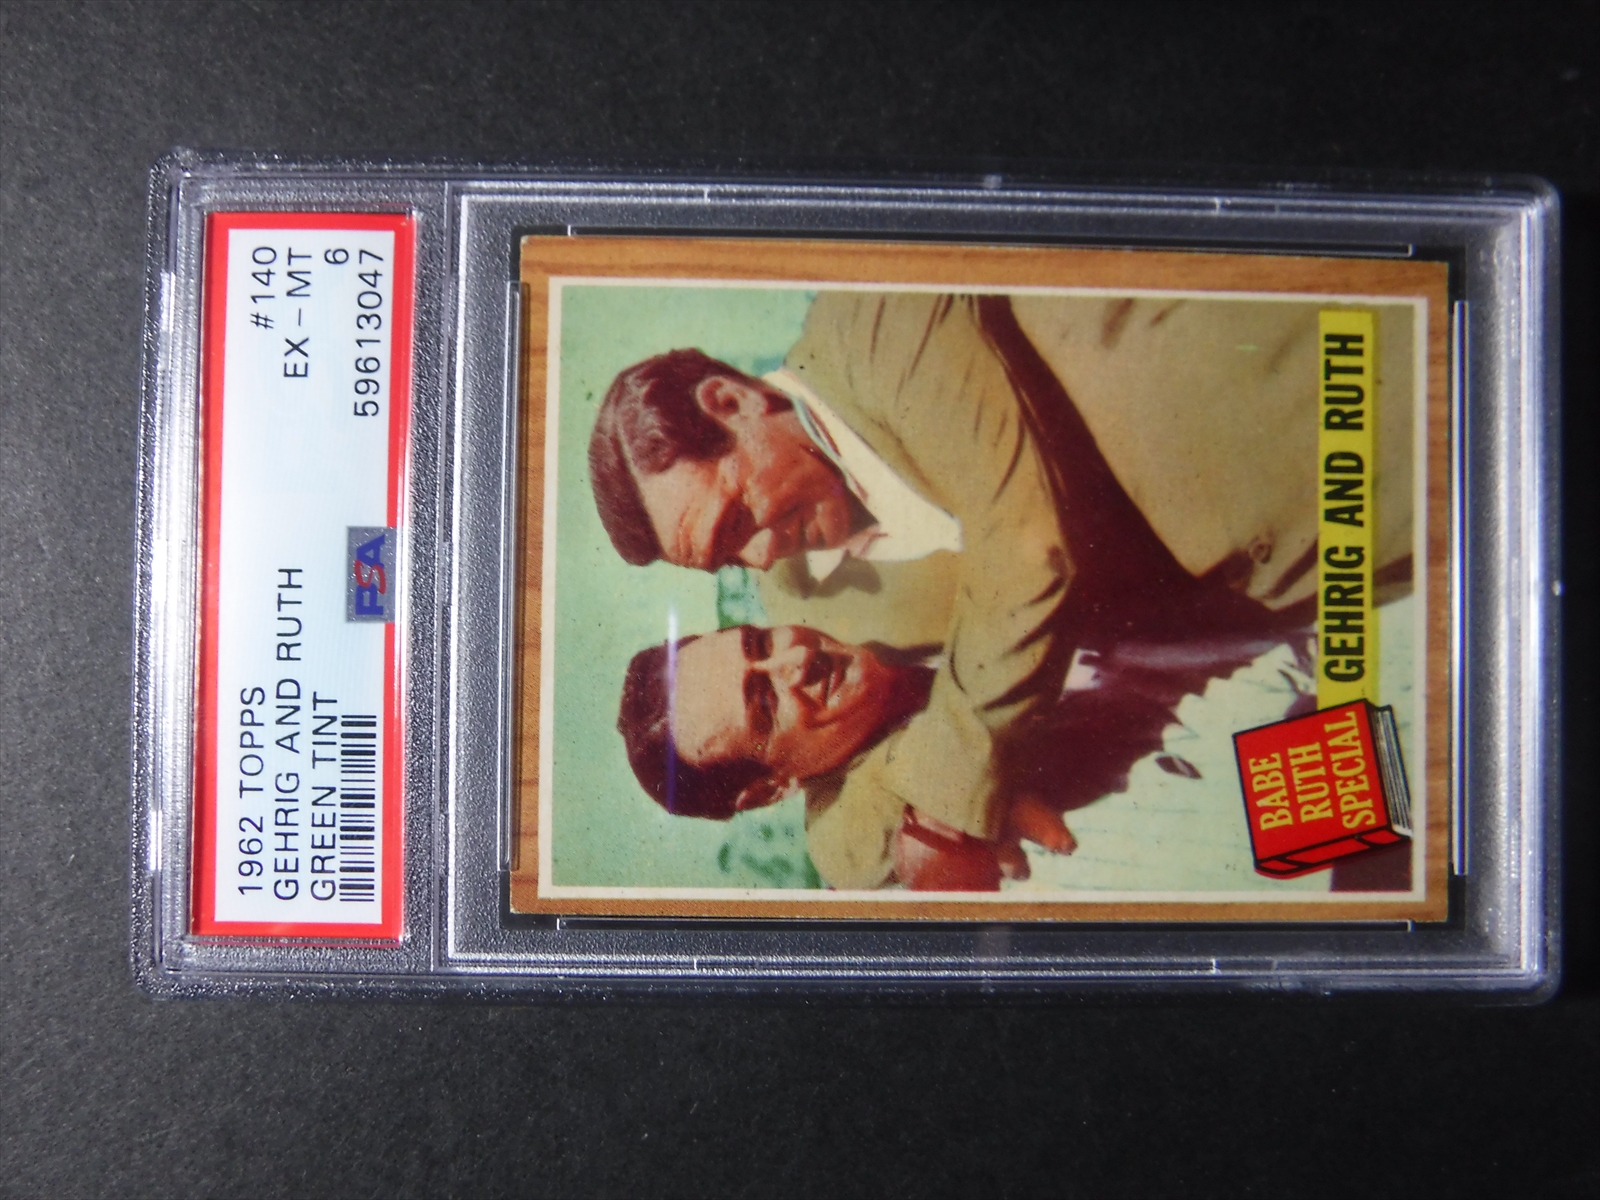 1962 TOPPS #140
GEHRIG AND RUTH EX - MT
GREEN TINT 6
PSA 59613047
BABE
RUTH
SPECIAL
GEHRIG AND RUTH